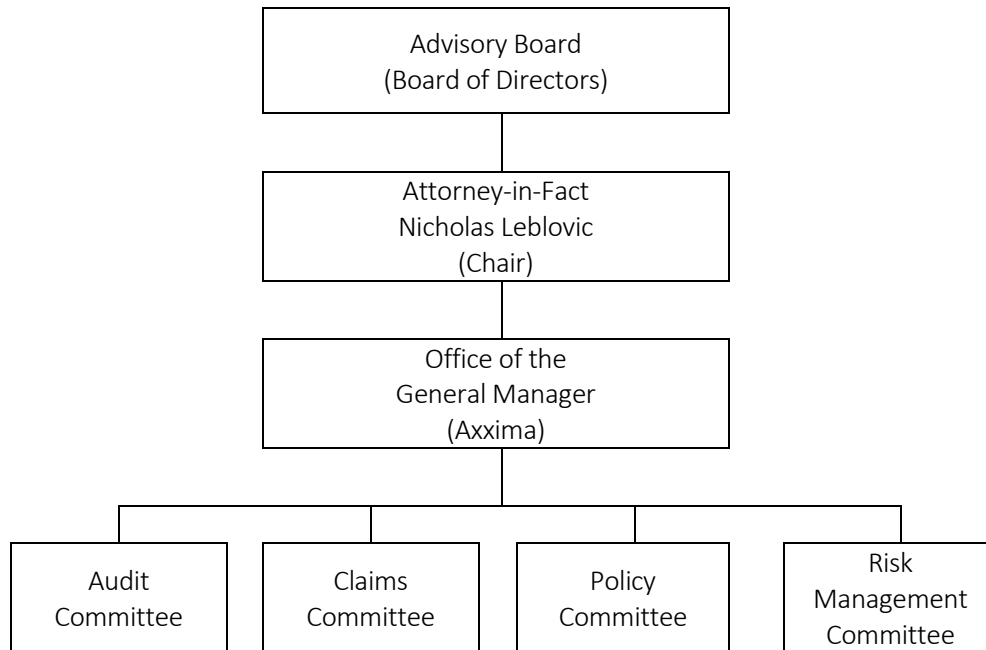 Advisory Board
(Board of Directors)
Attorney-in-Fact
Nicholas Leblovic
(Chair)
Office of the
General Manager
(Axxima)
Audit
Committee
Claims
Committee
Policy
Committee
Risk
Management
Committee